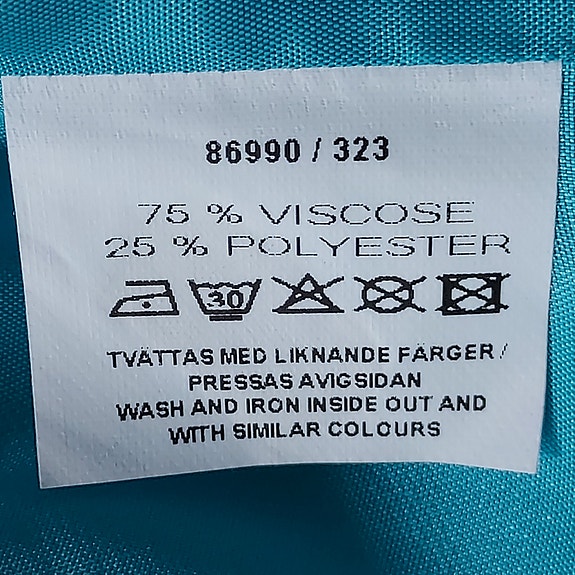 86990 / 323
75 % VISCOSE
25 % POLYESTER
30
TVÄTTAS MED LIKNANDE FÄRGER /
PRESSAS AVIGSIDAN
WASH AND IRON INSIDE OUT AND
WITH SIMILAR COLOURS